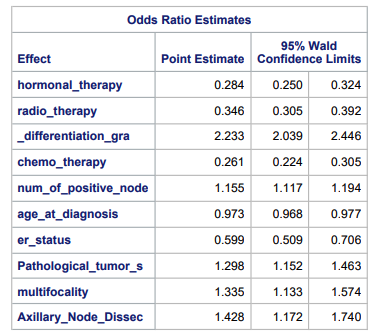 Odds Ratio Estimates
Effect Point Estimate 95% Wald Confidence Limits
hormonal_therapy 0.284 0.250 0.324
radio_therapy 0.346 0.305 0.392
_differentiation_gra 2.233 2.039 2.446
chemo_therapy 0.261 0.224 0.305
num_of_positive_node 1.155 1.117 1.194
age_at_diagnosis 0.973 0.968 0.977
er_status 0.599 0.509 0.706
Pathological_tumor_s 1.298 1.152 1.463
multifocality 1.335 1.133 1.574
Axillary_Node_Dissec 1.428 1.172 1.740